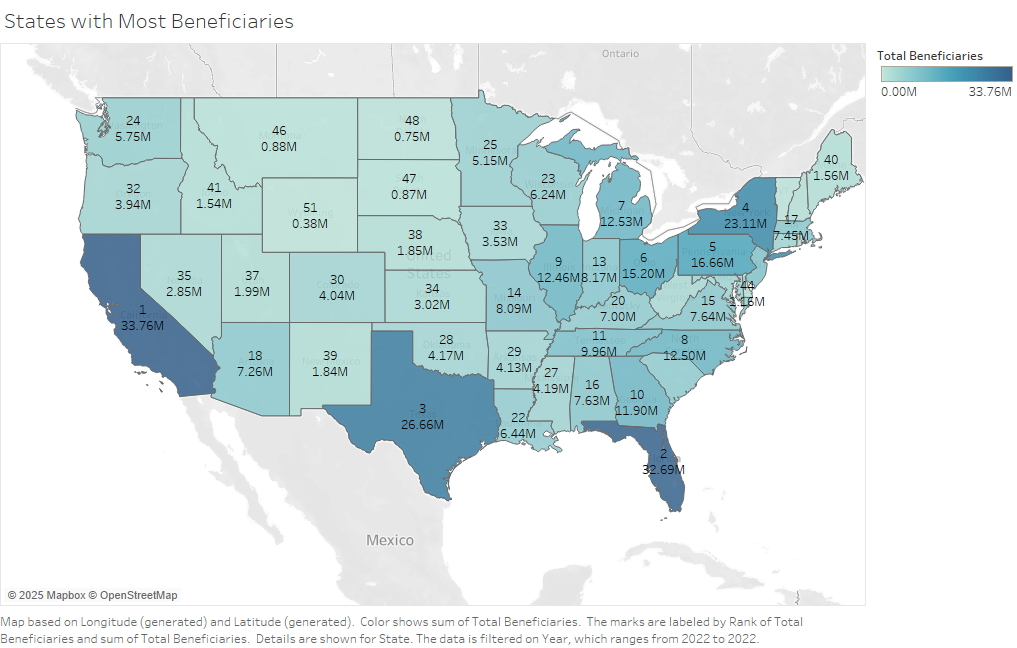 States with Most Beneficiaries
Total Beneficiaries
0.00M 33.76M
Ontario
24
5.75M
46
0.88M
48
0.75M
25
5.15M
40
1.56M
32
3.94M
41
1.54M
51
0.38M
47
0.87M
23
6.24M
7
12.53M
4
23.11M
17
7.45M
33
3.53M
38
1.85M
United
States
5
16.66M
6
15.20M
9
12.46M
13
8.17M
35
2.85M
37
1.99M
30
4.04M
34
3.02M
14
8.09M
20
7.00M
15
7.64M
44
1.16M
1
33.76M
18
7.26M
39
1.84M
28
4.17M
29
4.13M
11
9.96M
8
12.50M
27
4.19M
16
7.63M
10
11.90M
3
26.66M
22
6.44M
2
32.69M
Mexico
© 2025 Mapbox © OpenStreetMap
Map based on Longitude (generated) and Latitude (generated). Color shows sum of Total Beneficiaries. The marks are labeled by Rank of Total
Beneficiaries and sum of Total Beneficiaries. Details are shown for State. The data is filtered on Year, which ranges from 2022 to 2022.